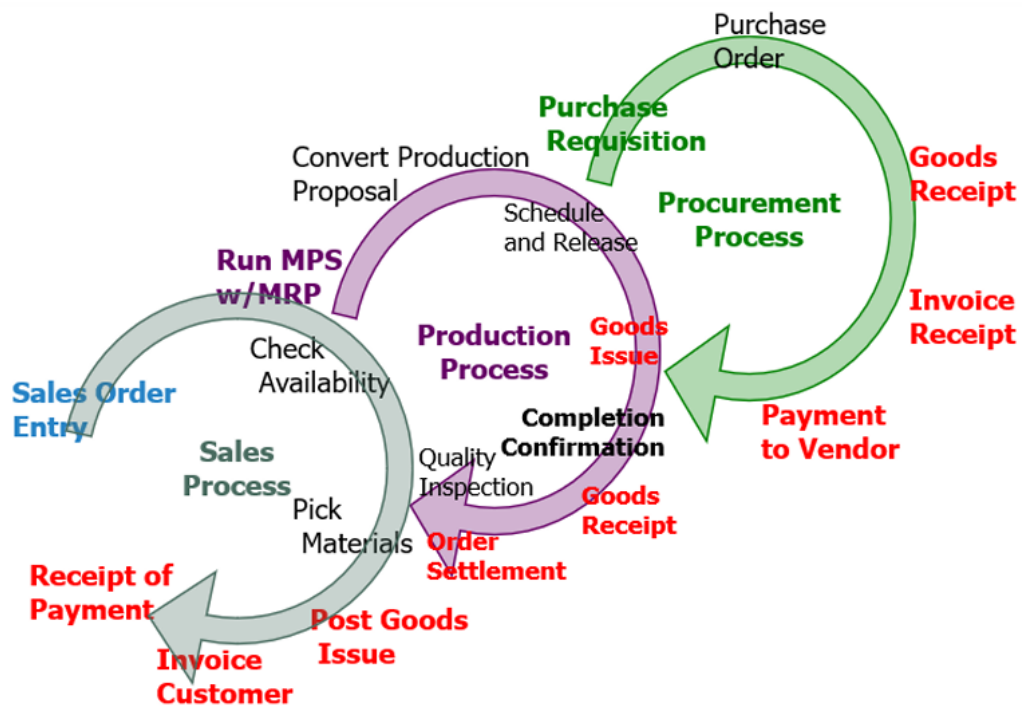 Purchase
Order
Purchase
Requisition
Goods
Receipt
Procurement
Process
Invoice
Receipt
Payment
to Vendor
Convert Production
Proposal
Schedule
and Release
Run MPS
w/MRP
Production
Process
Goods
Issue
Completion
Confirmation
Goods
Receipt
Quality
Inspection
Order
Settlement
Sales Order
Entry
Check
Availability
Sales
Process
Pick
Materials
Post Goods
Issue
Invoice
Customer
Receipt of
Payment